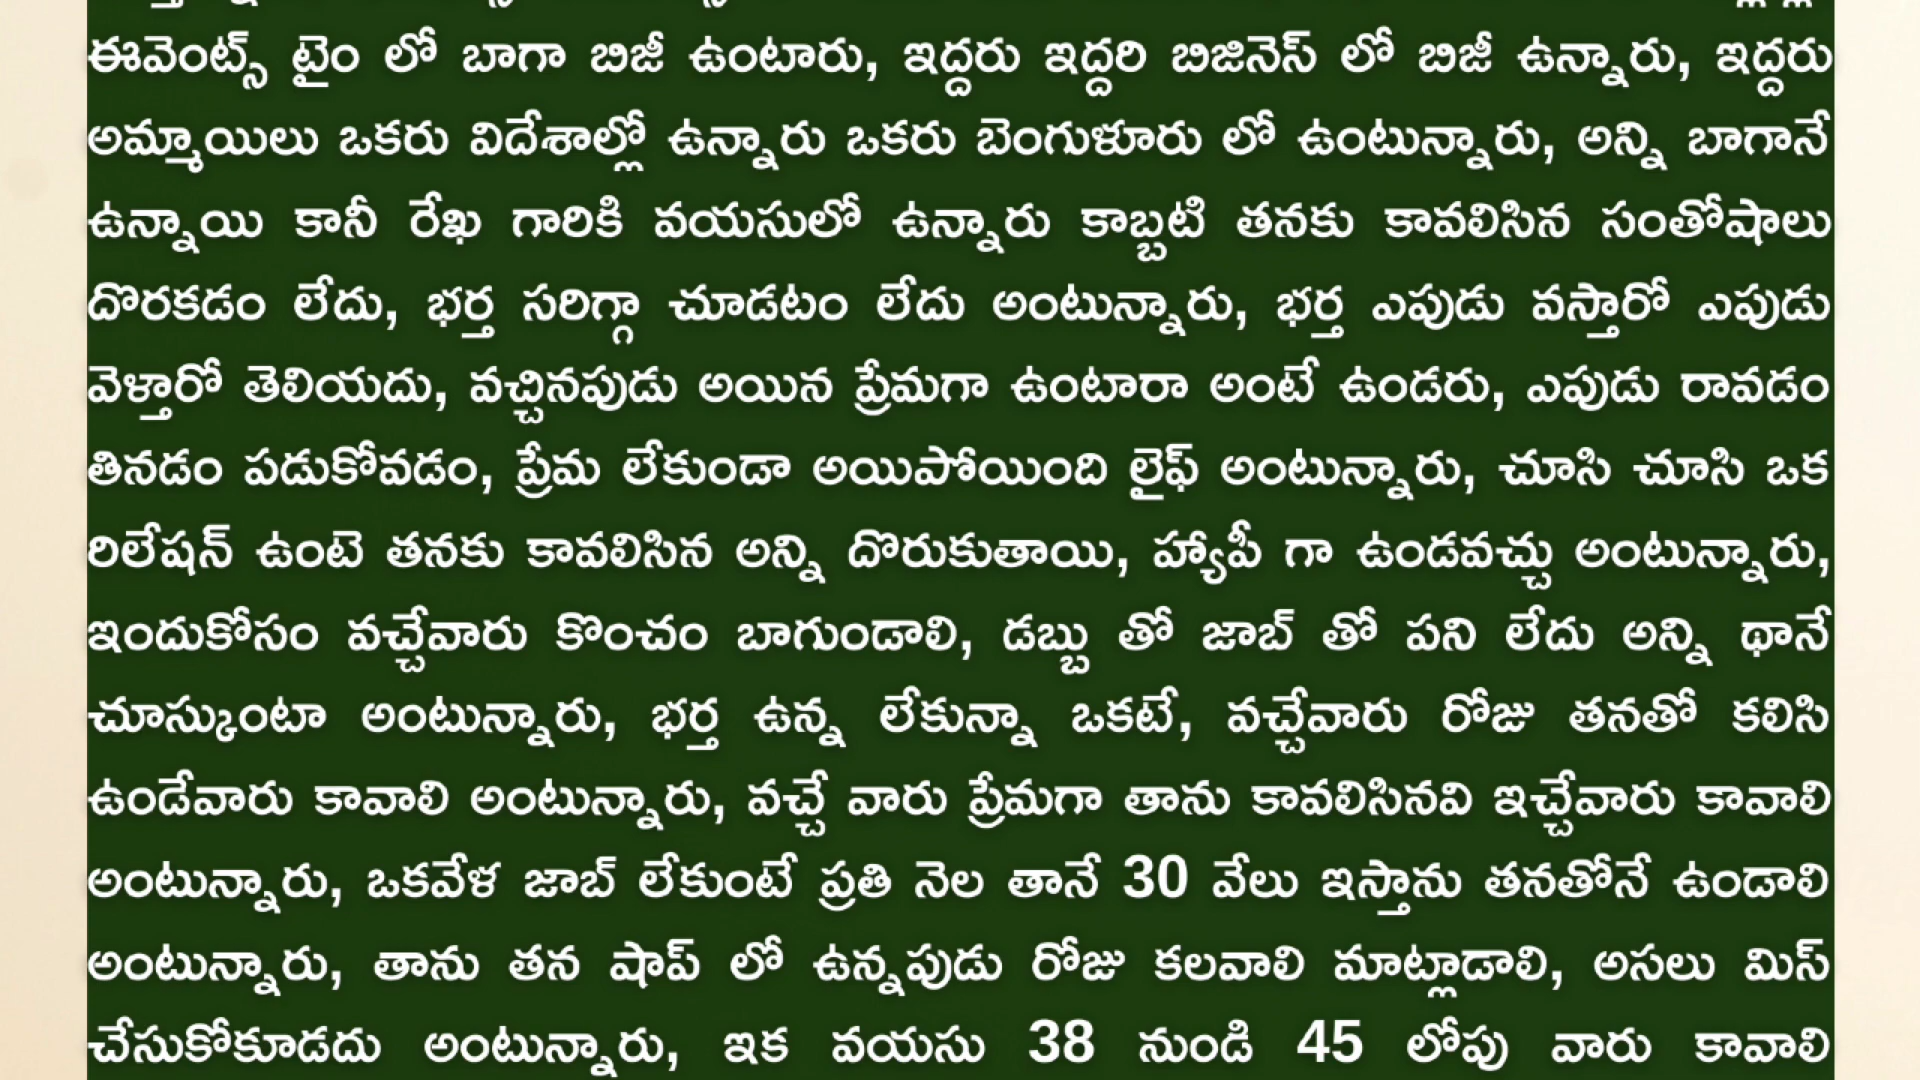 ఈవెంట్స్ టైం లో బాగా బిజీ ఉంటారు, ఇద్దరు ఇద్దరి బిజినెస్ లో బిజీ ఉన్నారు, ఇద్దరు
అమ్మాయిలు ఒకరు విదేశాల్లో ఉన్నారు ఒకరు బెంగుళూరు లో ఉంటున్నారు, అన్ని బాగానే
ఉన్నాయి కానీ రేఖ గారికి వయసులో ఉన్నారు కాబ్బటి తనకు కావలిసిన సంతోషాలు
దొరకడం లేదు, భర్త సరిగ్గా చూడటం లేదు అంటున్నారు, భర్త ఎపుడు వస్తారో ఎపుడు
వెళ్తారో తెలియదు, వచ్చినపుడు అయిన ప్రేమగా ఉంటారా అంటే ఉండరు, ఎపుడు రావడం
తినడం పడుకోవడం, ప్రేమ లేకుండా అయిపోయింది లైఫ్ అంటున్నారు, చూసి చూసి ఒక
రిలేషన్ ఉంటె తనకు కావలిసిన అన్ని దొరుకుతాయి, హ్యాపీ గా ఉండవచ్చు అంటున్నారు,
ఇందుకోసం వచ్చేవారు కొంచం బాగుండాలి, డబ్బు తో జాబ్ తో పని లేదు అన్ని థానే
చూస్కుంటా అంటున్నారు, భర్త ఉన్న లేకున్నా ఒకటే, వచ్చేవారు రోజు తనతో కలిసి
ఉండేవారు కావాలి అంటున్నారు, వచ్చే వారు ప్రేమగా తాను కావలిసినవి ఇచ్చేవారు కావాలి
అంటున్నారు, ఒకవేళ జాబ్ లేకుంటే ప్రతి నెల తానే 30 వేలు ఇస్తాను తనతోనే ఉండాలి
అంటున్నారు, తాను తన షాప్ లో ఉన్నపుడు రోజు కలవాలి మాట్లాడాలి, అసలు మిస్
చేసుకోకూడదు అంటున్నారు, ఇక వయసు 38 నుండి 45 లోపు వారు కావాలి